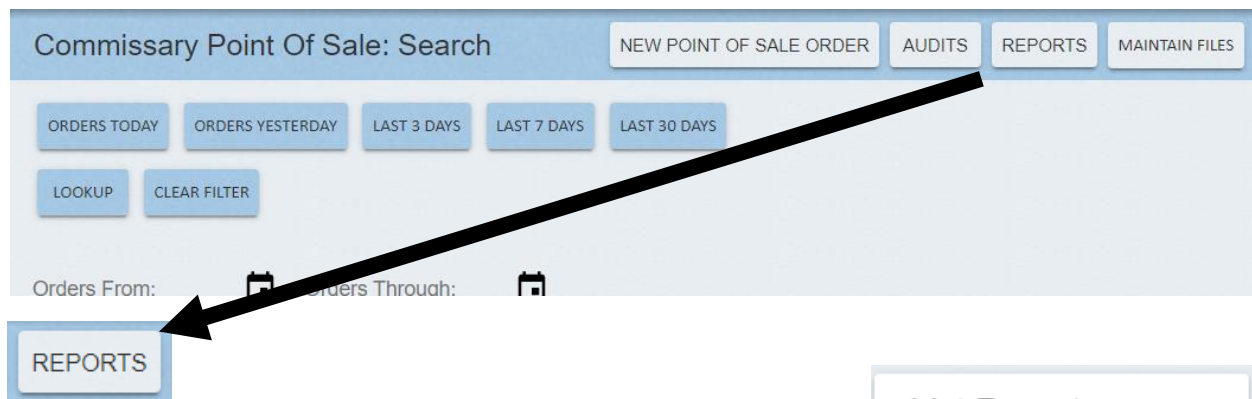 Commissary Point Of Sale: Search NEW POINT OF SALE ORDER AUDITS REPORTS MAINTAIN FILES
ORDERS TODAY ORDERS YESTERDAY LAST 3 DAYS LAST 7 DAYS LAST 30 DAYS
LOOKUP CLEAR FILTER
Orders From: Orders Through:
REPORTS